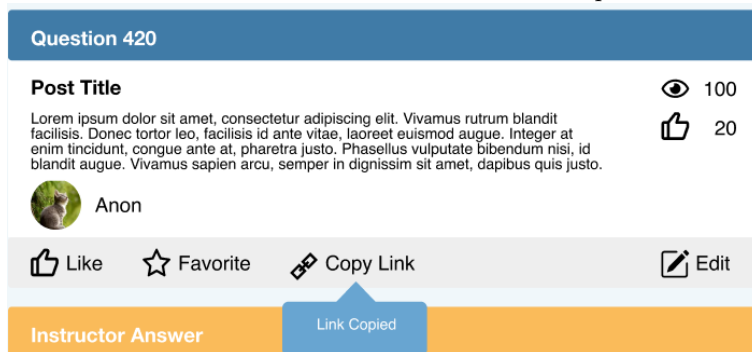 Question 420
Post Title
100
Lorem ipsum dolor sit amet, consectetur adipiscing elit. Vivamus rutrum blandit
facilisis. Donec tortor leo, facilisis id ante vitae, laoreet euismod augue. Integer at
enim tincidunt, congue ante at, pharetra justo. Phasellus vulputate bibendum nisi, id
blandit augue. Vivamus sapien arcu, semper in dignissim sit amet, dapibus quis justo.
20
Anon
Like Favorite Copy Link Edit
Link Copied
Instructor Answer